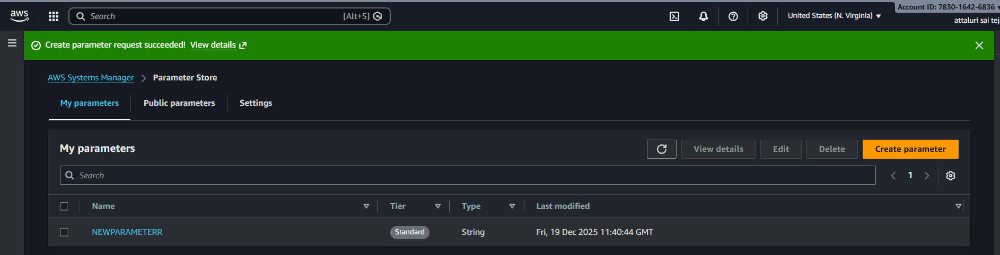 Account ID: 7830-1642-6836
aws
Search [Alt+S]
United States (N. Virginia)
attaluri sai teja
Create parameter request succeeded! View details
AWS Systems Manager Parameter Store
My parameters Public parameters Settings
My parameters
View details Edit Delete Create parameter
Search
1
Name Tier Type Last modified
NEWPARAMETERR Standard String Fri, 19 Dec 2025 11:40:44 GMT